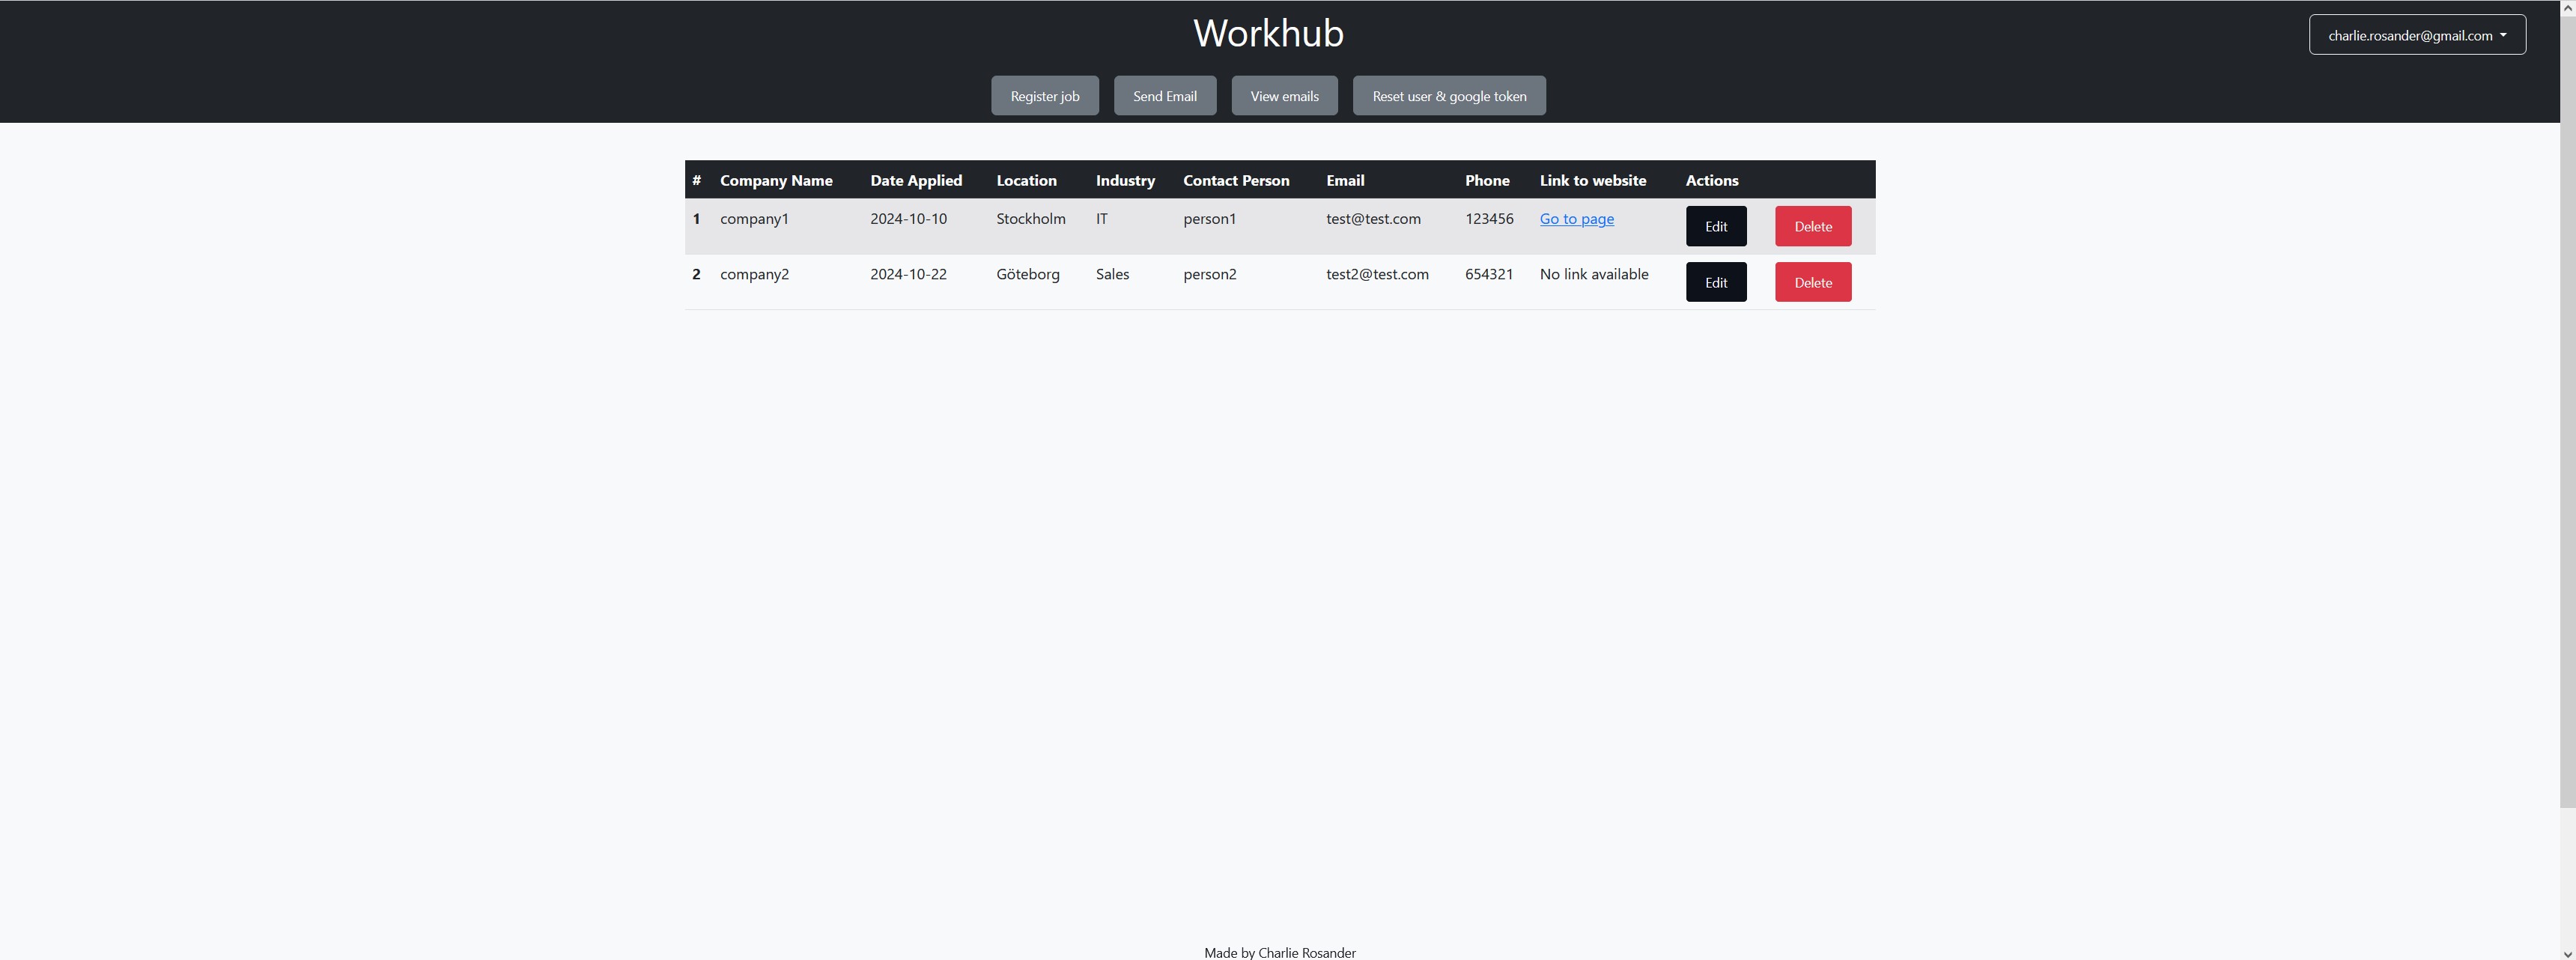 Workhub
charlie.rosander@gmail.com
Register job Send Email View emails Reset user & google token
# Company Name Date Applied Location Industry Contact Person Email Phone Link to website Actions
1 company1 2024-10-10 Stockholm IT person1 test@test.com 123456 Go to page Edit Delete
2 company2 2024-10-22 Göteborg Sales person2 test2@test.com 654321 No link available Edit Delete
Made by Charlie Rosander